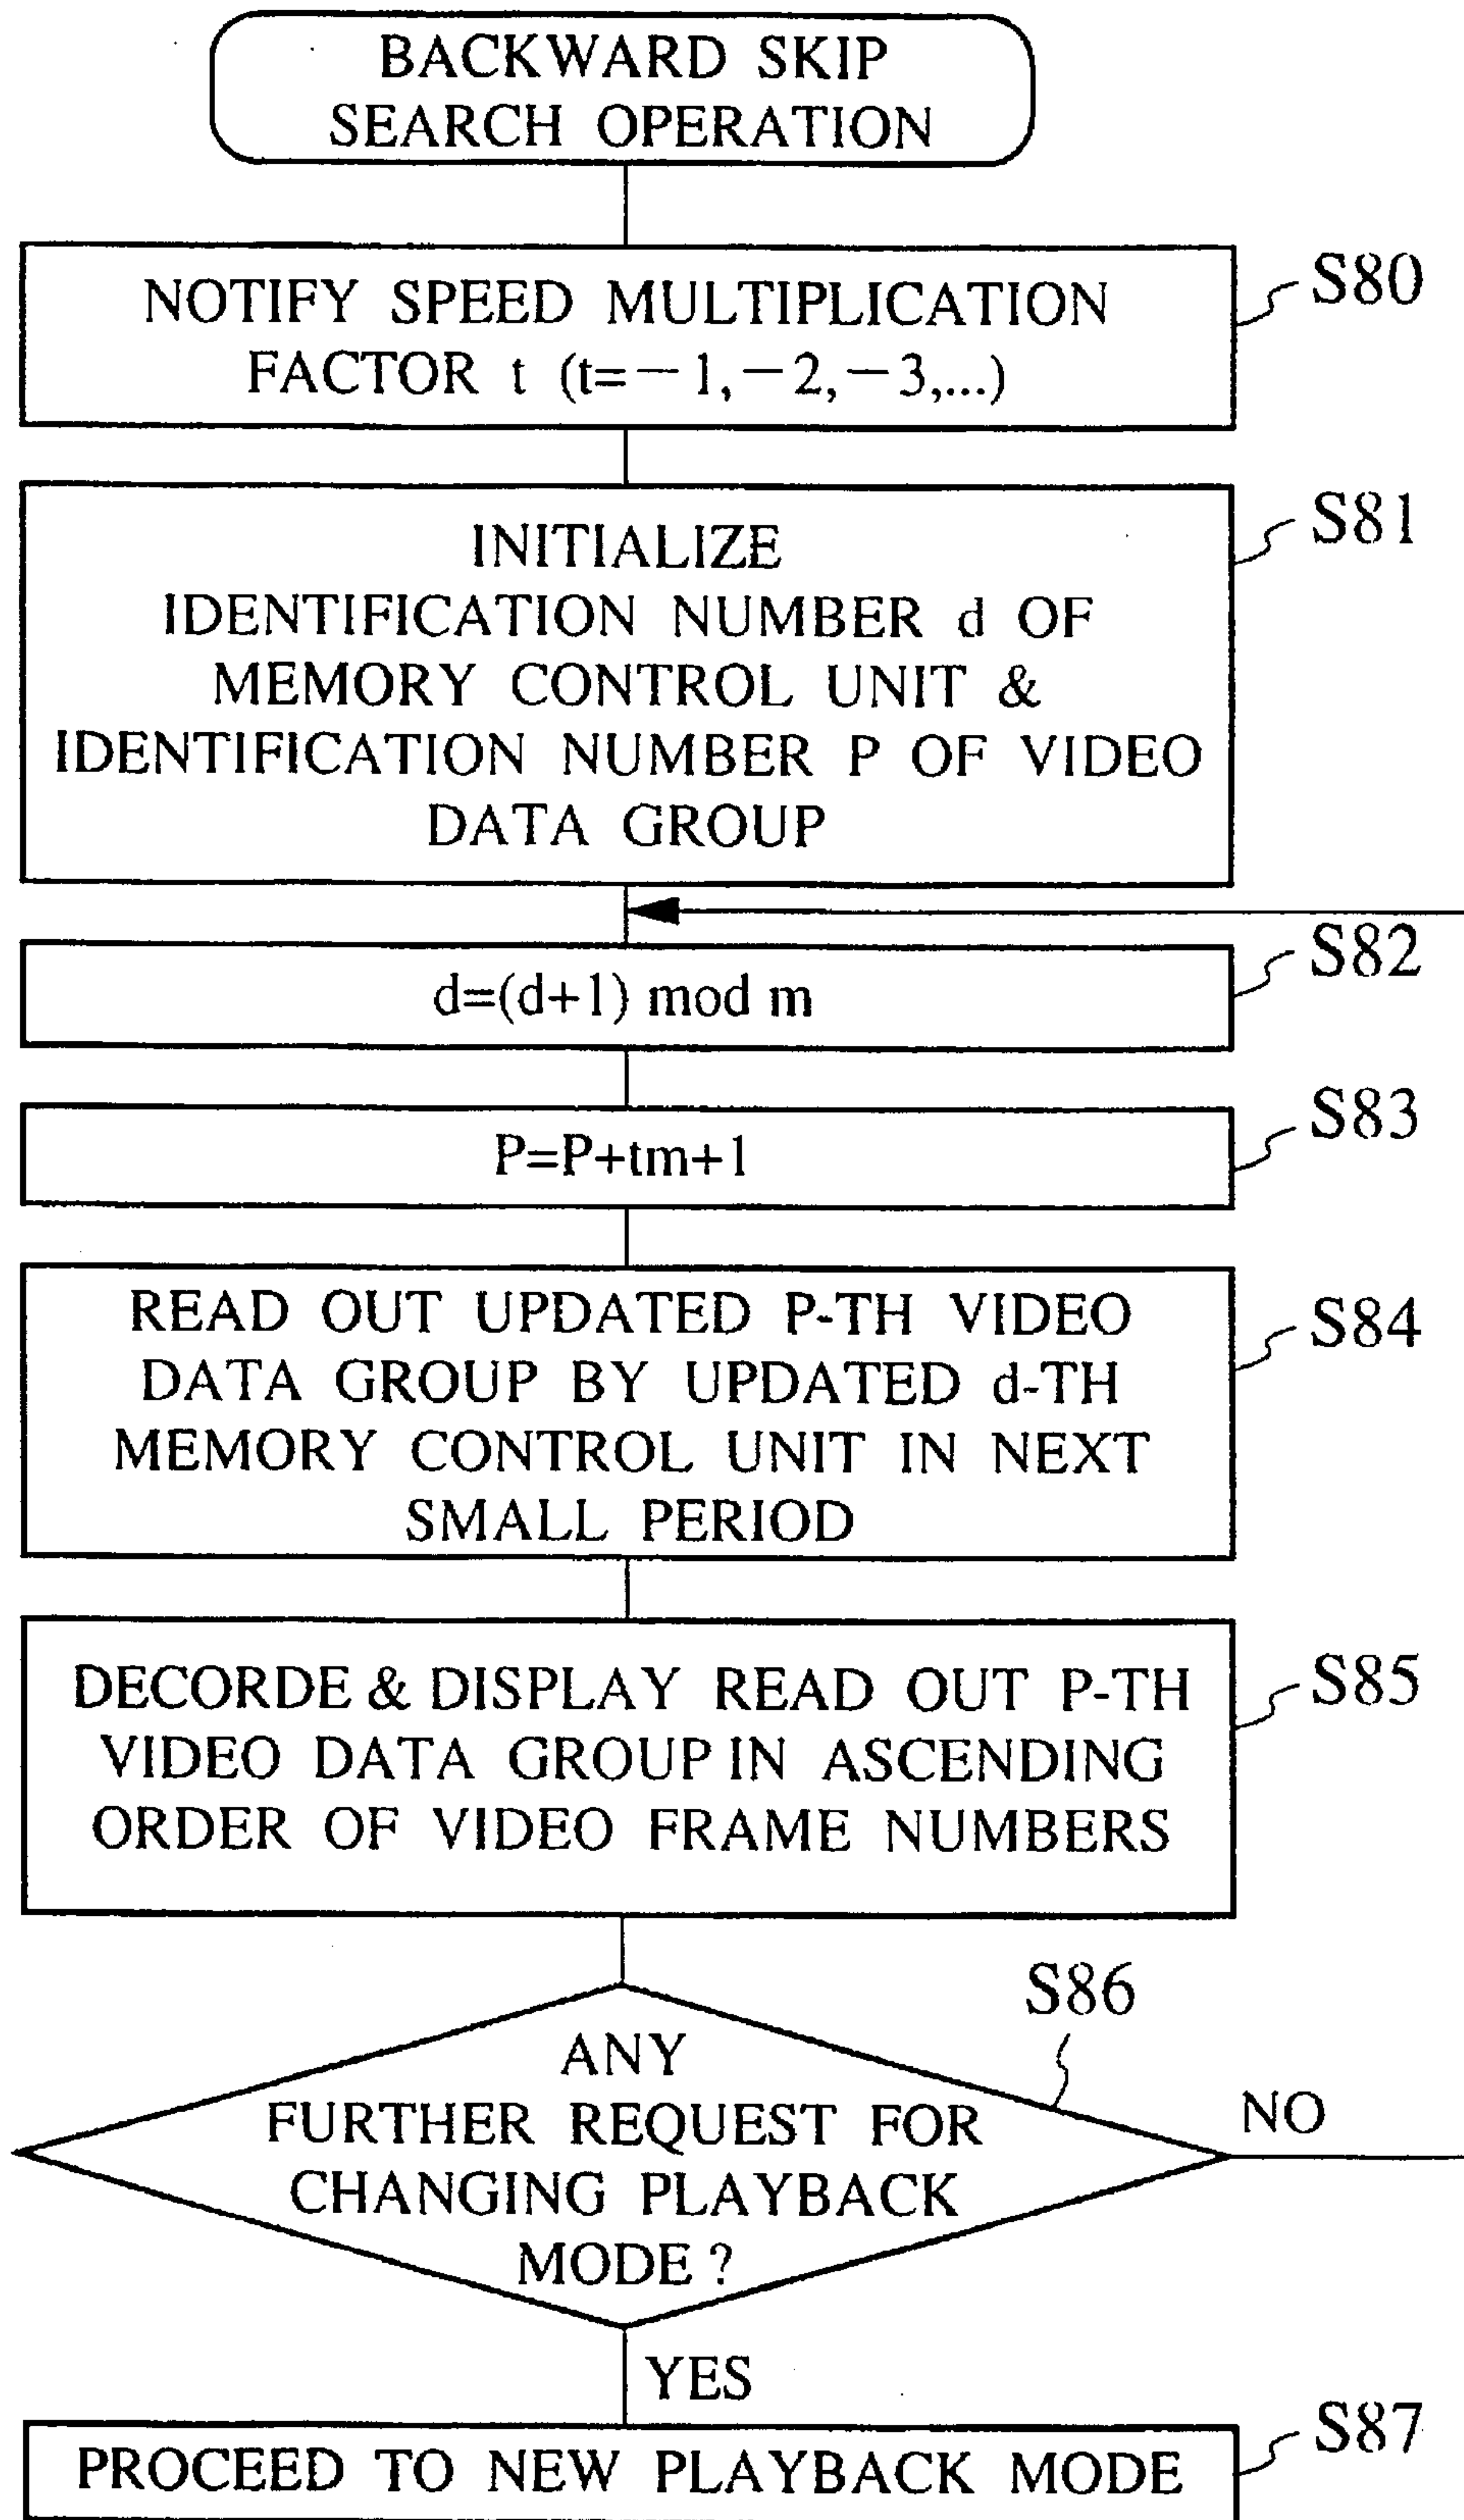 BACKWARD SKIP
SEARCH OPERATION
S80
NOTIFY SPEED MULTIPLICATION
FACTOR t (t=-1,-2,-3,...)
S81
INITIALIZE
IDENTIFICATION NUMBER d OF
MEMORY CONTROL UNIT &
IDENTIFICATION NUMBER P OF VIDEO
DATA GROUP
S82
d=(d+1) mod m
S83
P=P+tm+1
S84
READ OUT UPDATED P-TH VIDEO
DATA GROUP BY UPDATED d-TH
MEMORY CONTROL UNIT IN NEXT
SMALL PERIOD
S85
DECORDE & DISPLAY READ OUT P-TH
VIDEO DATA GROUP IN ASCENDING
ORDER OF VIDEO FRAME NUMBERS
S86
ANY
FURTHER REQUEST FOR
CHANGING PLAYBACK
MODE ?
NO
YES
S87
PROCEED TO NEW PLAYBACK MODE